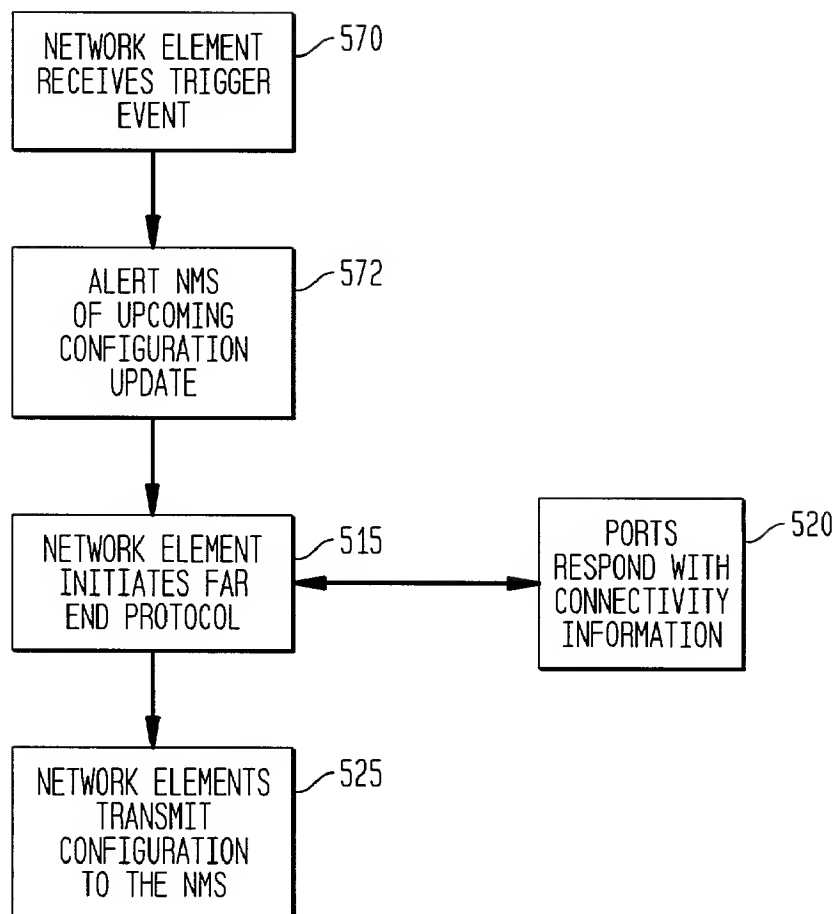 NETWORK ELEMENT
RECEIVES TRIGGER
EVENT
570
ALERT NMS
OF UPCOMING
CONFIGURATION
UPDATE
572
NETWORK ELEMENT
INITIATES FAR
END PROTOCOL
515
PORTS
RESPOND WITH
CONNECTIVITY
INFORMATION
520
NETWORK ELEMENTS
TRANSMIT
CONFIGURATION
TO THE NMS
525